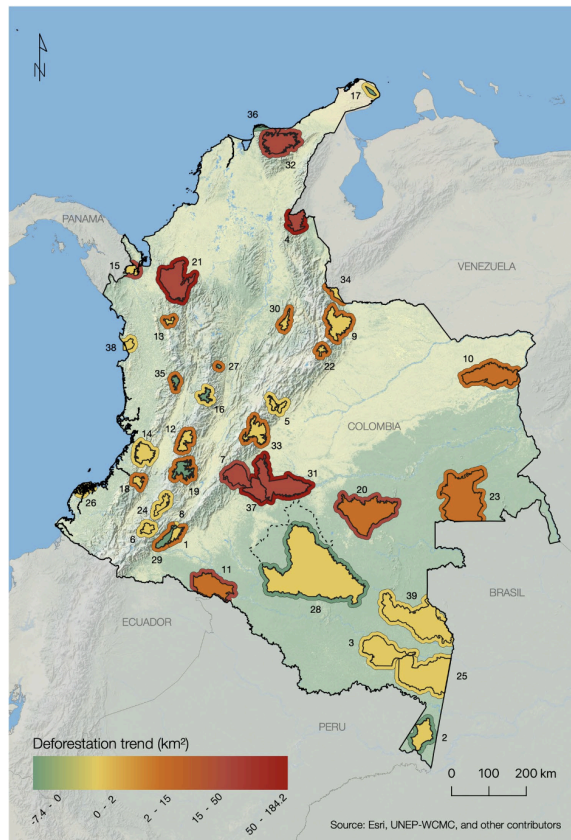 N
17
36
32
PANAMA
4
VENEZUELA
15
21
34
13
30
9
38
27
22
10
35
16
COLOMBIA
5
14
12
33
7
31
18
19
20
23
37
26
24
8
6
29
1
11
BRASIL
28
39
ECUADOR
3
25
PERU
2
Deforestation trend (km²)
-7.4 - 0
0 - 2
2 - 15
15 - 50
50 - 184.2
0 100 200 km
Source: Esri, UNEP-WCMC, and other contributors